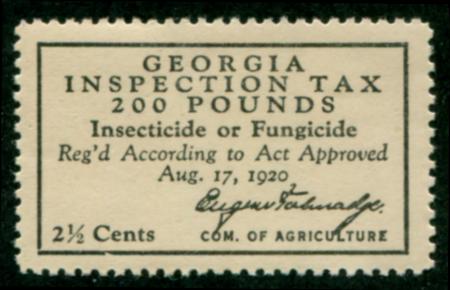 GEORGIA
INSPECTION TAX
200 POUNDS
Insecticide or Fungicide
Reg'd According to Act Approved
Aug. 17, 1920
Eugene Talmadge.
2½ Cents COM. OF AGRICULTURE